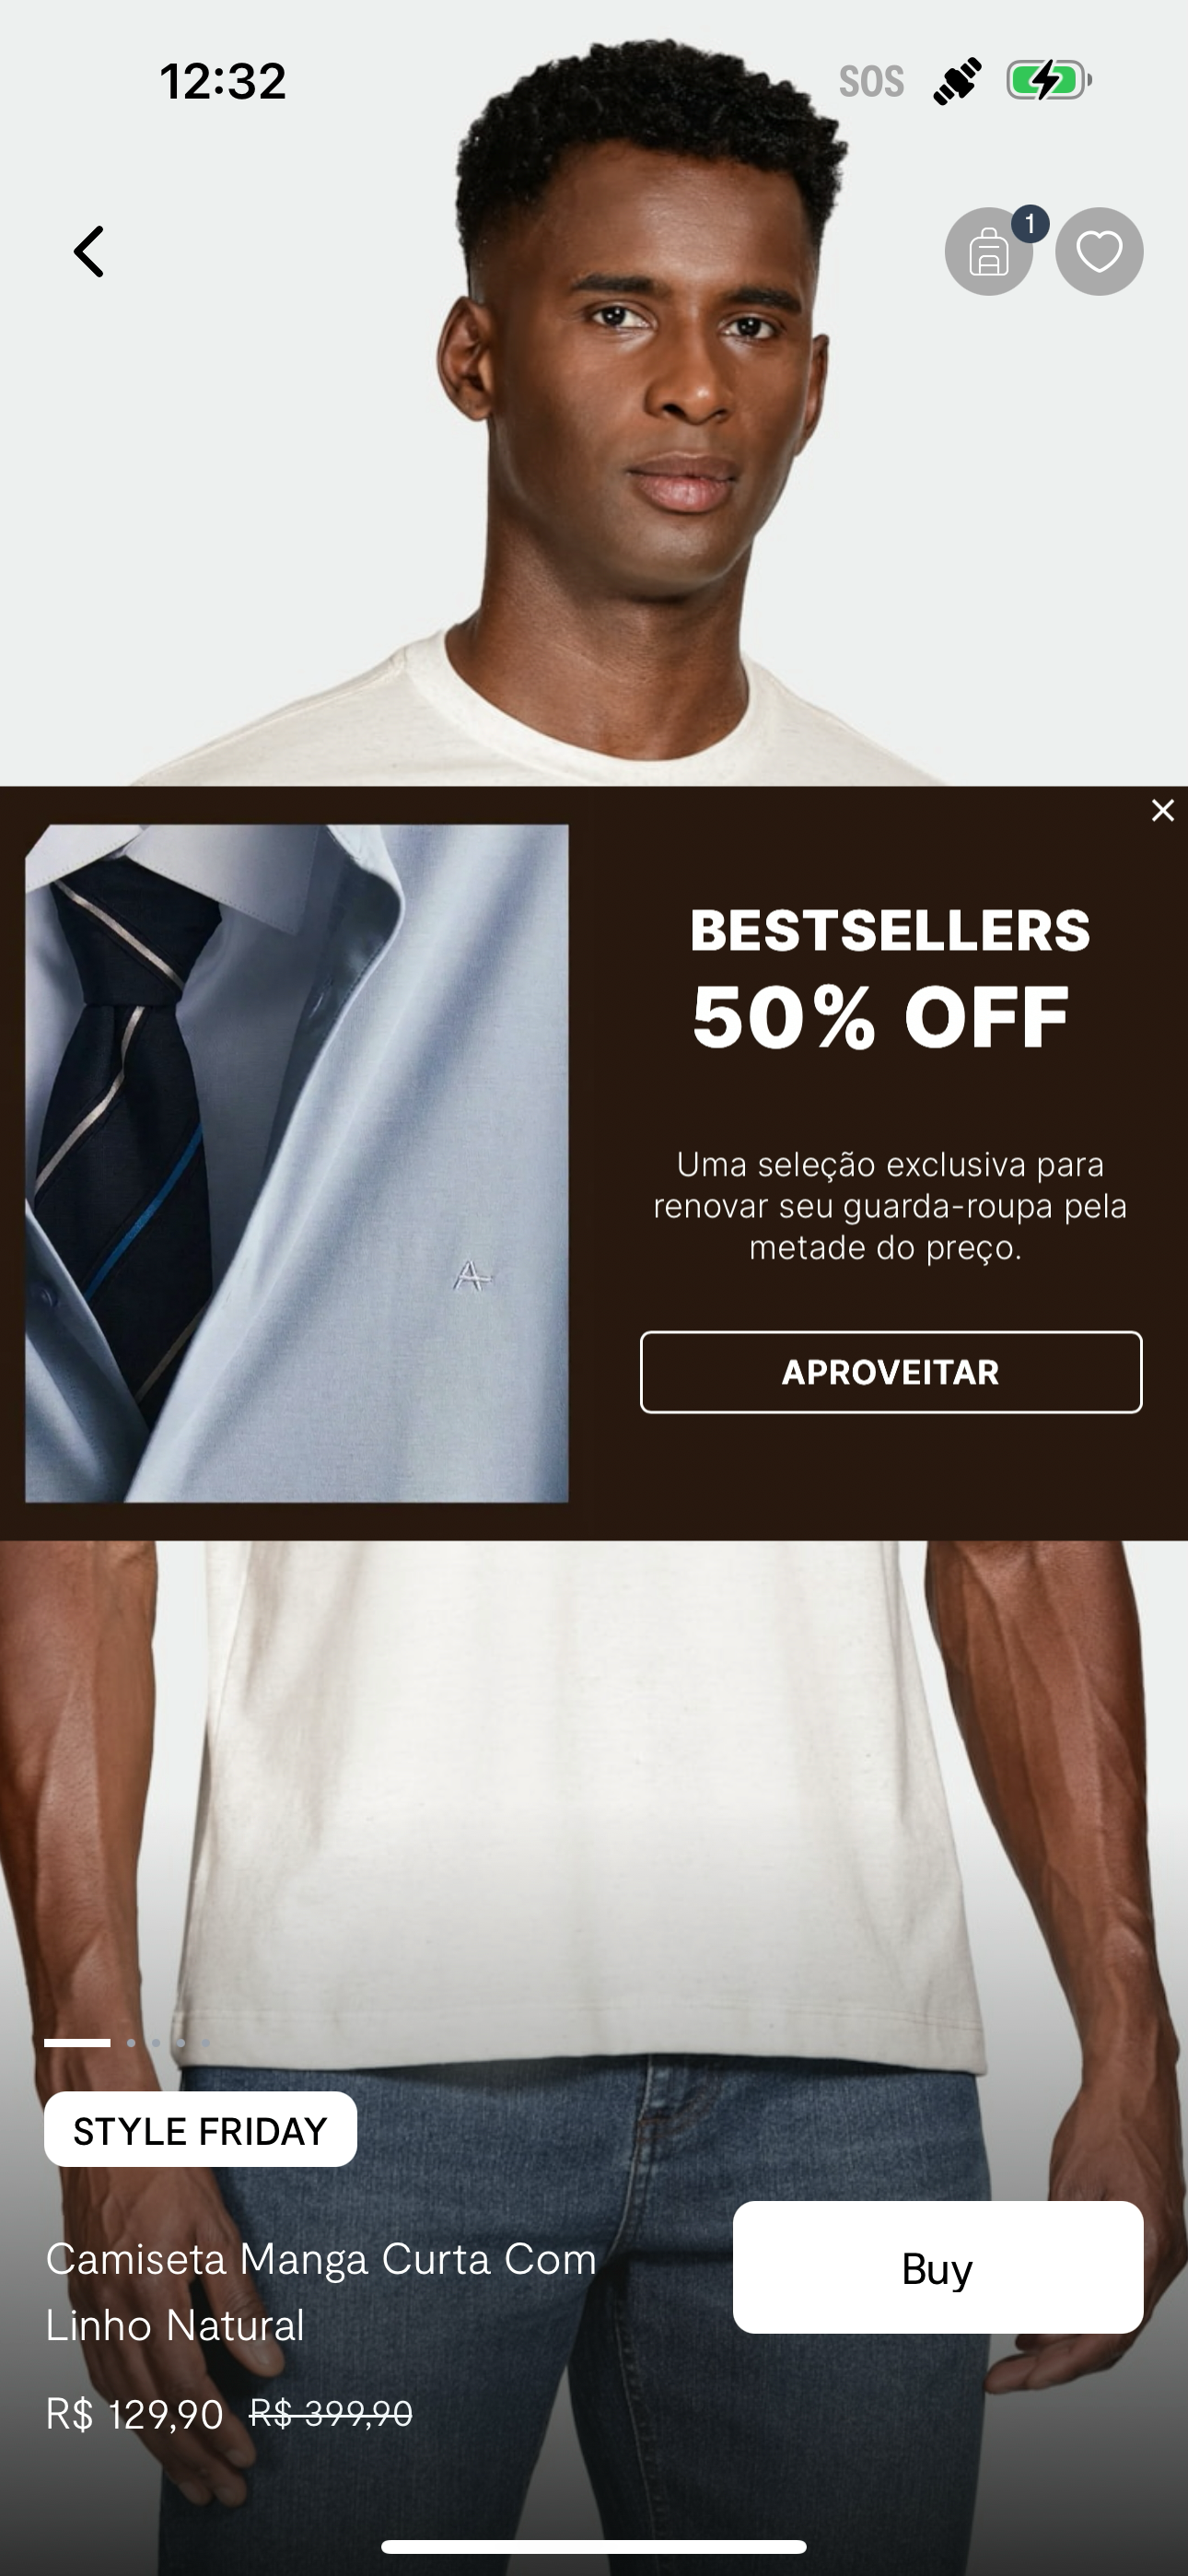 12:32
SOS
1
BESTSELLERS
50% OFF
Uma seleção exclusiva para
renovar seu guarda-roupa pela
metade do preço.
APROVEITAR
STYLE FRIDAY
Camiseta Manga Curta Com
Linho Natural
Buy
R$ 129,90 R$ 399,90